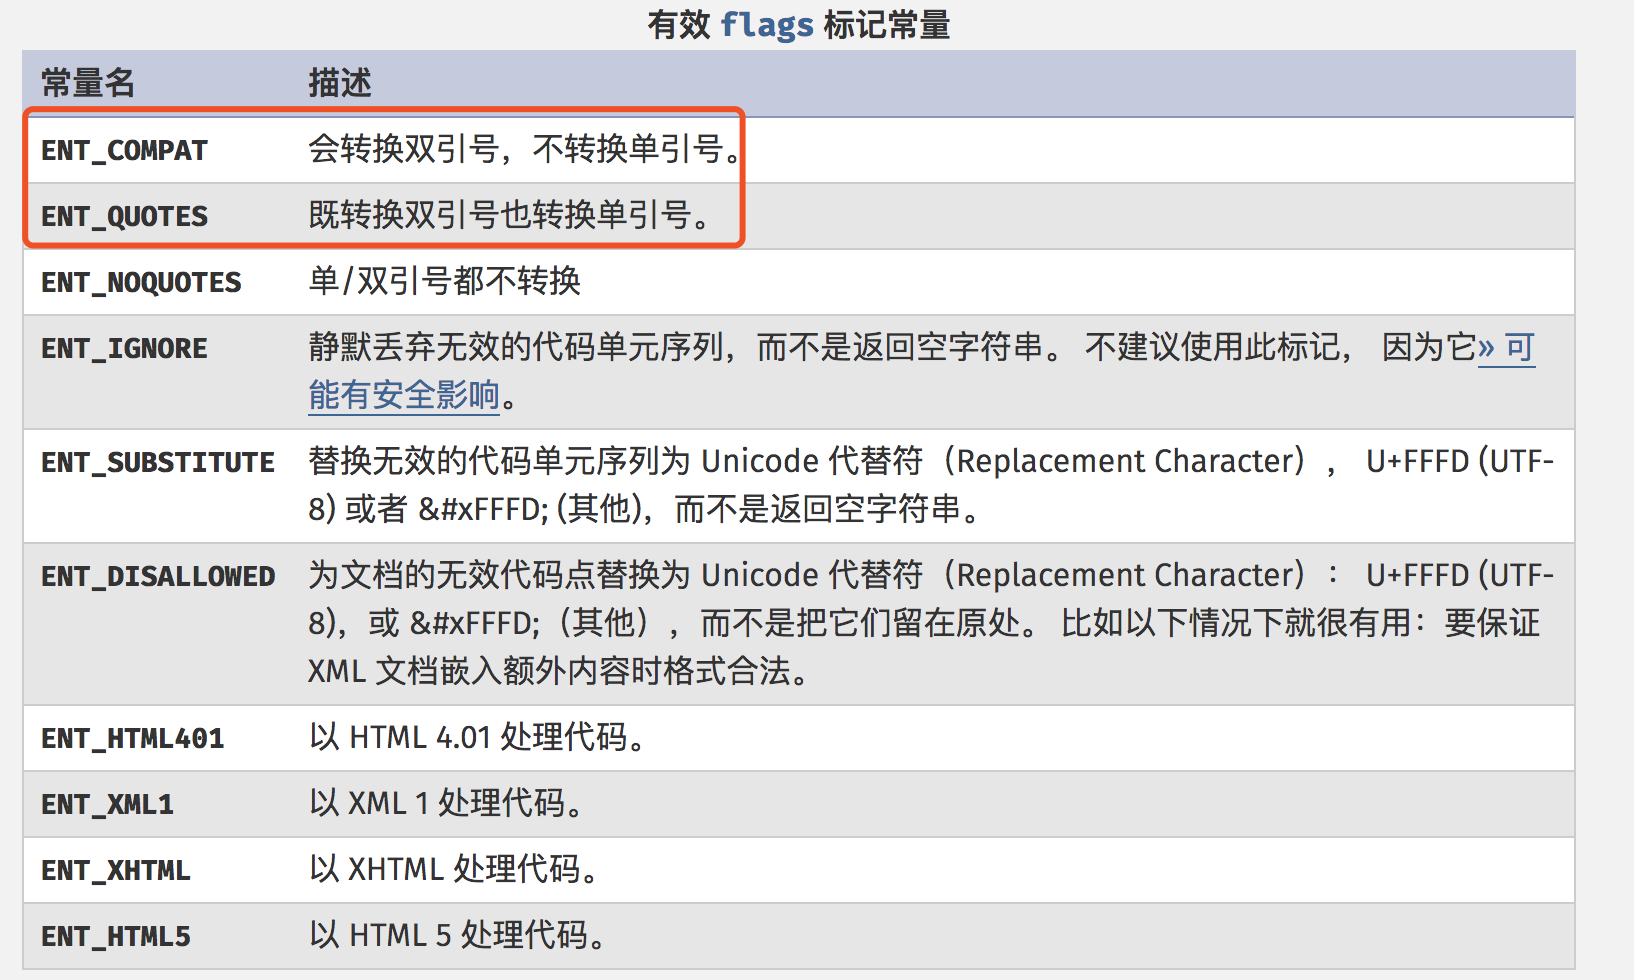 有效 flags 标记常量
常量名 描述
ENT_COMPAT 会转换双引号，不转换单引号。
ENT_QUOTES 既转换双引号也转换单引号。
ENT_NOQUOTES 单/双引号都不转换
ENT_IGNORE 静默丢弃无效的代码单元序列，而不是返回空字符串。 不建议使用此标记， 因为它» 可
能有安全影响。
ENT_SUBSTITUTE 替换无效的代码单元序列为 Unicode 代替符（Replacement Character）， U+FFFD (UTF-
8) 或者 &#xFFFD; (其他)，而不是返回空字符串。
ENT_DISALLOWED 为文档的无效代码点替换为 Unicode 代替符（Replacement Character）： U+FFFD (UTF-
8)，或 &#xFFFD;（其他），而不是把它们留在原处。 比如以下情况下就很有用：要保证
XML 文档嵌入额外内容时格式合法。
ENT_HTML401 以 HTML 4.01 处理代码。
ENT_XML1 以 XML 1 处理代码。
ENT_XHTML 以 XHTML 处理代码。
ENT_HTML5 以 HTML 5 处理代码。